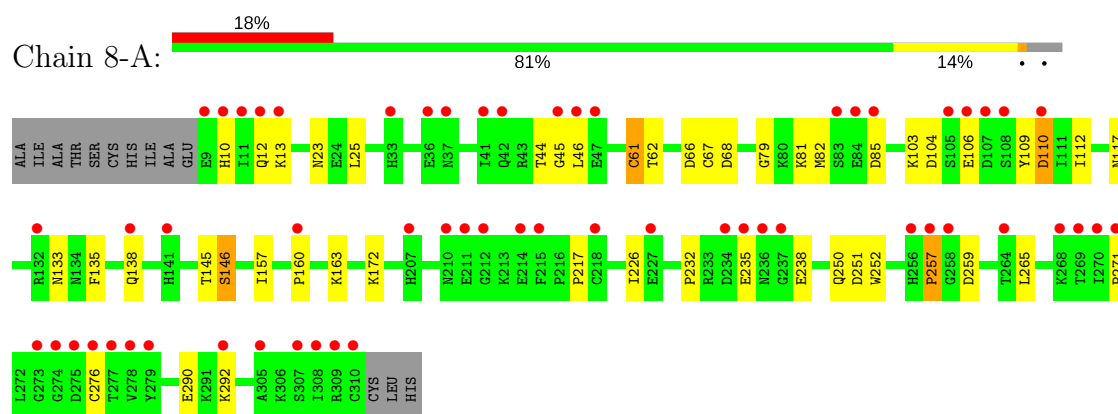 18%
Chain 8-A:
81% 14% • •
ALA ILE ALA ALA THR SER CYS HIS ILE ALA GLU E9 H10 I11 Q12 K13 N23 E24 L25 H33 E36 N37 I41 Q42 R43 T44 G45 L46 E47 C61 T62 D66 C67 D68 G79 K80 K81 M82 S83 E84 D85 K103 D104 S105 E106 D107 S108 Y109 D110 I111 I112 N117
R132 N133 N134 F135 Q138 H141 T145 S146 I157 P160 K163 K172 H207 N210 E211 G212 K213 E214 F215 P216 P217 C218 I226 E227 P232 R233 D234 E235 N236 G237 E238 Q250 D251 W252 H256 P257 G258 D259 T264 L265 K268 T269 I270
L272 G273 G274 D275 C276 T277 V278 Y279 E290 K291 K292 A305 K306 S307 I308 R309 C310 CYS LEU HIS